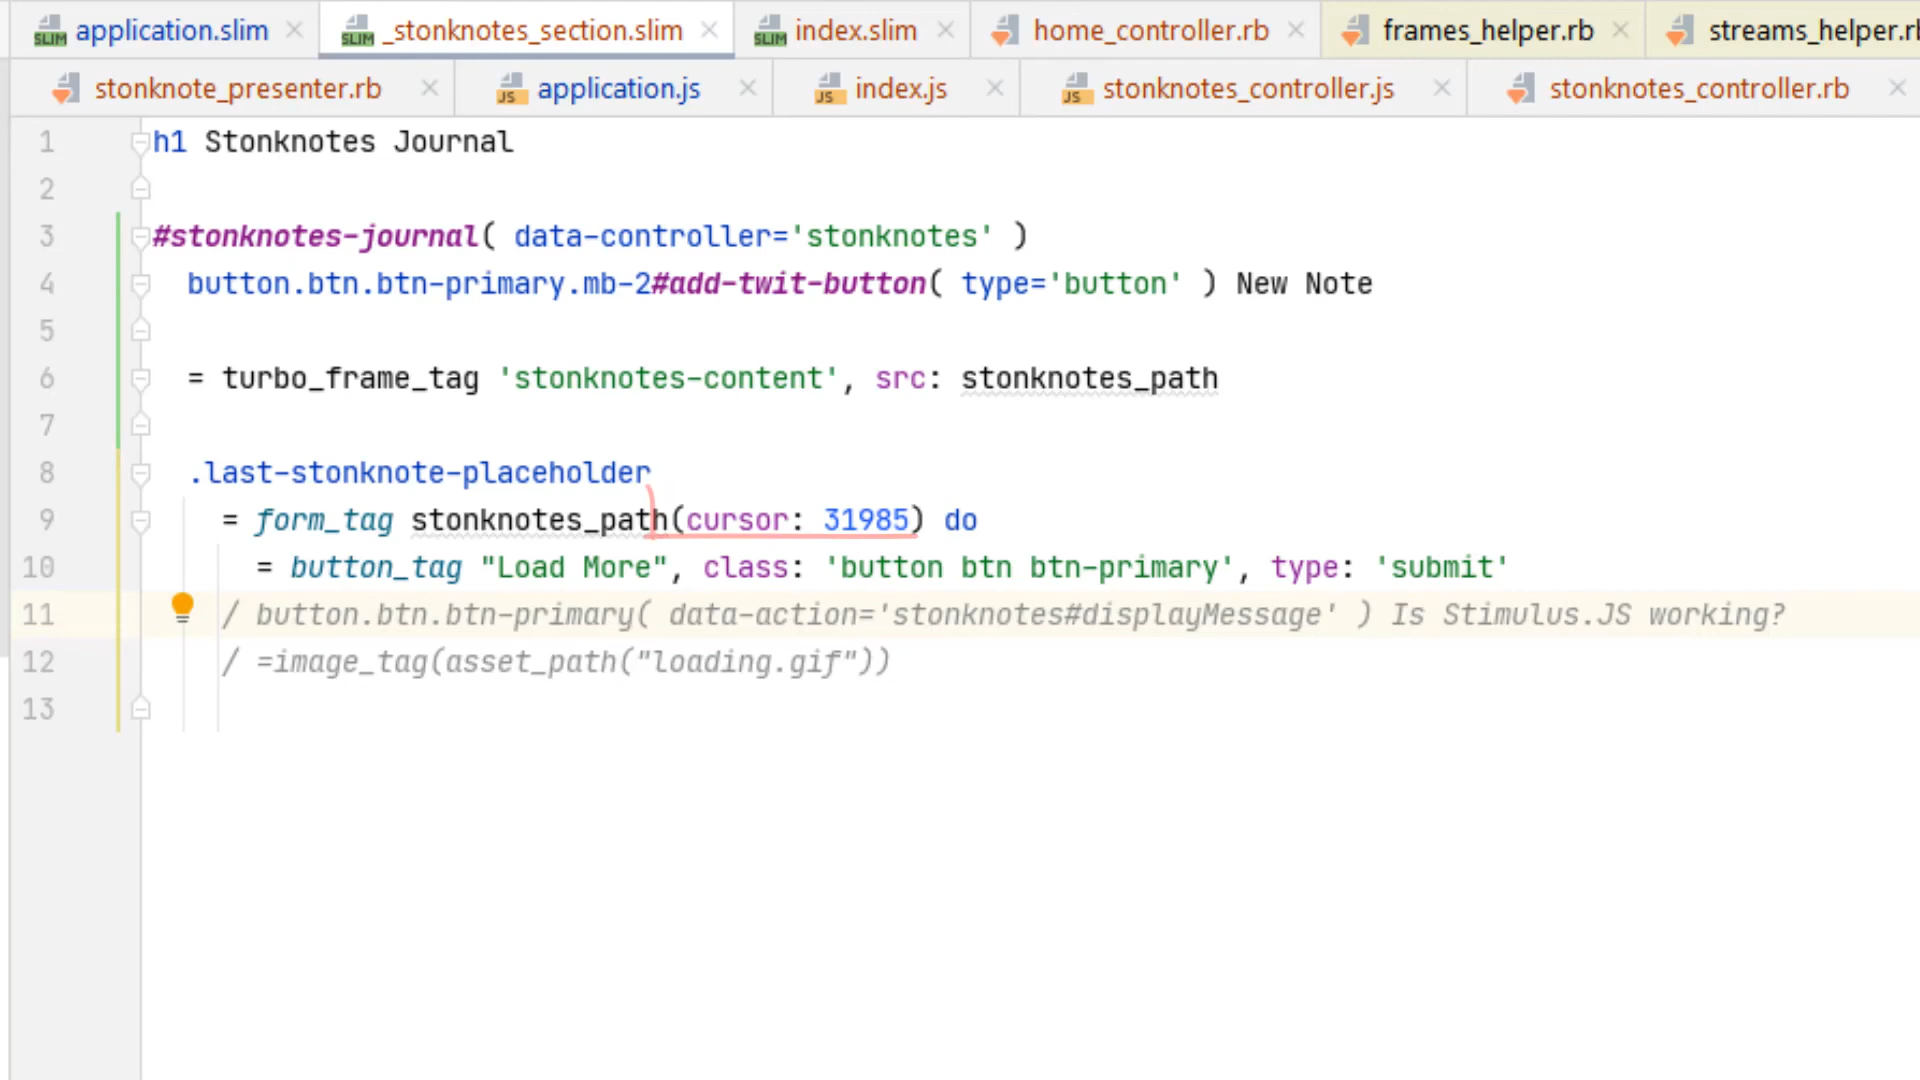 application.slim _stonknotes_section.slim index.slim home_controller.rb frames_helper.rb streams_helper.rb
stonknote_presenter.rb application.js index.js stonknotes_controller.js stonknotes_controller.rb
1 h1 Stonknotes Journal
2
3 #stonknotes-journal( data-controller='stonknotes' )
4 button.btn.btn-primary.mb-2#add-twit-button( type='button' ) New Note
5
6 = turbo_frame_tag 'stonknotes-content', src: stonknotes_path
7
8 .last-stonknote-placeholder
9 = form_tag stonknotes_path(cursor: 31985) do
10 = button_tag "Load More", class: 'button btn btn-primary', type: 'submit'
11 / button.btn.btn-primary( data-action='stonknotes#displayMessage' ) Is Stimulus.JS working?
12 / =image_tag(asset_path("loading.gif"))
13